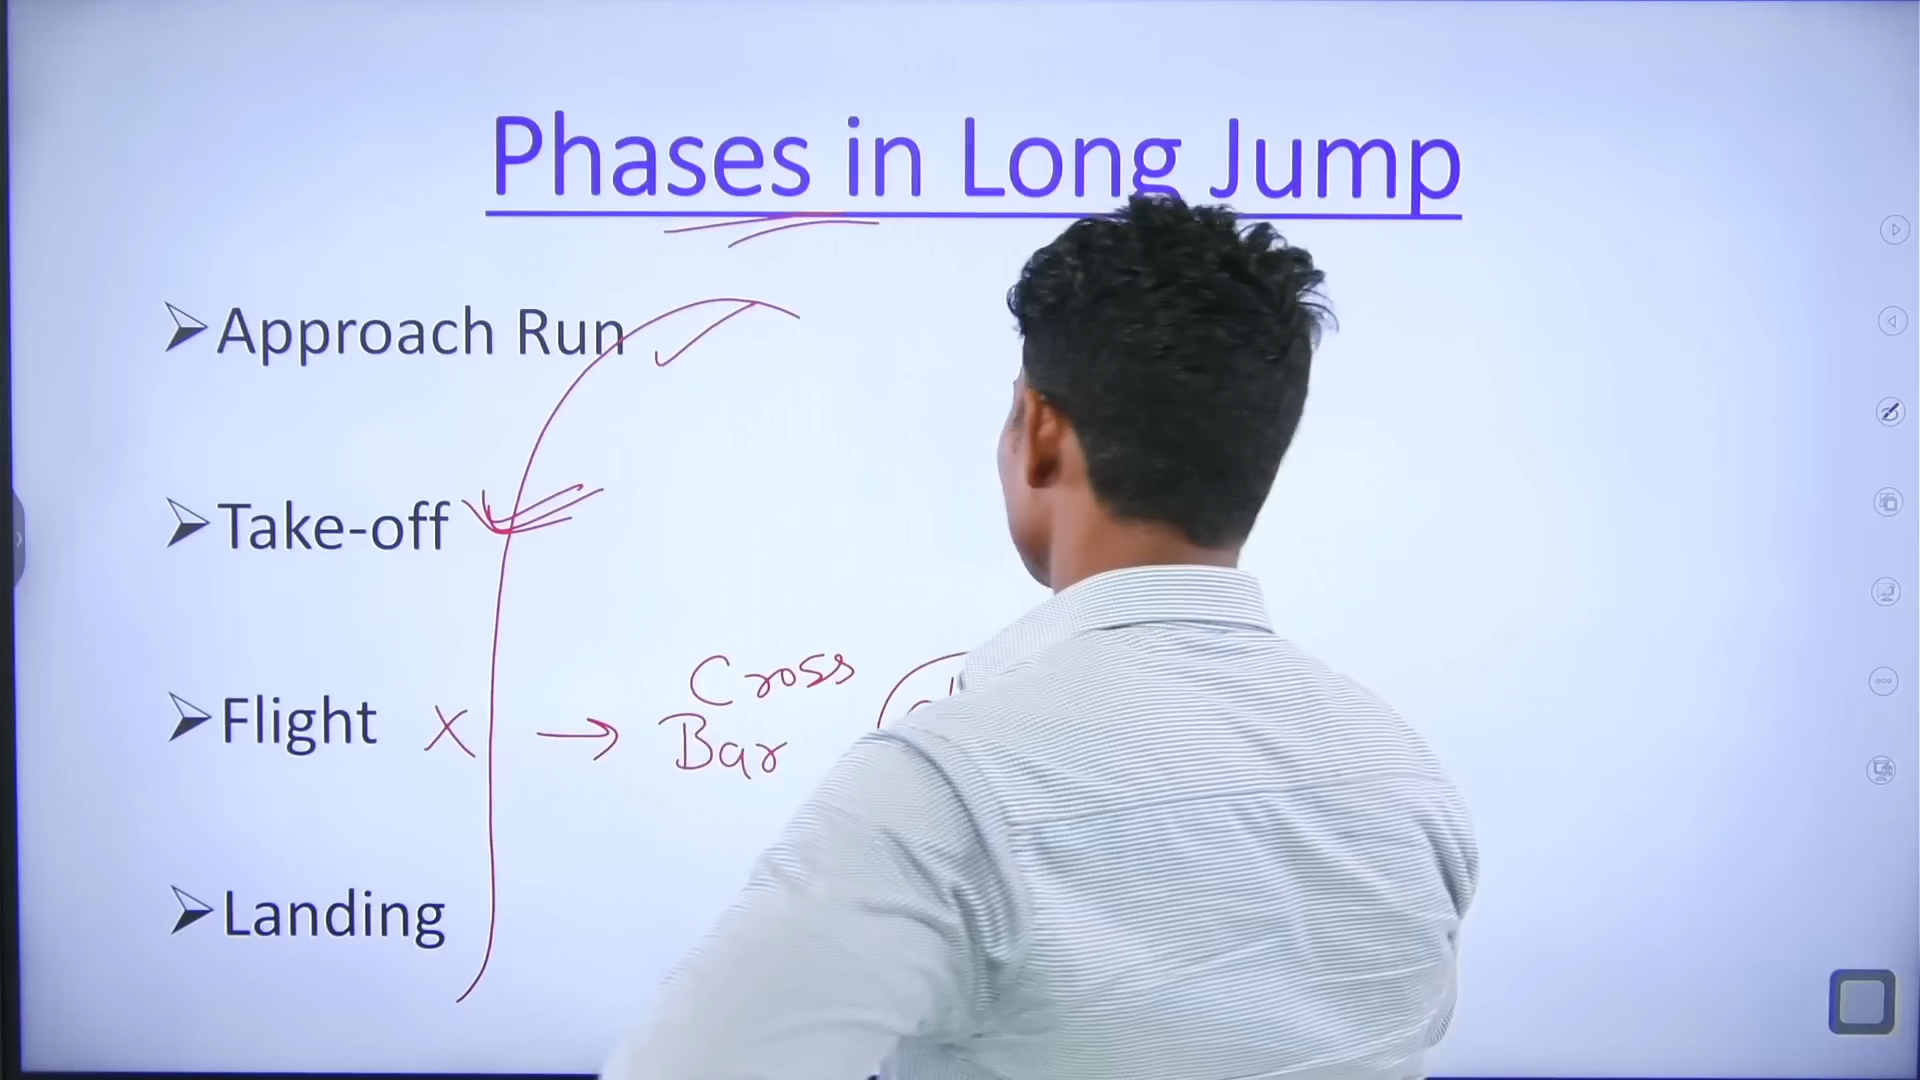 Phases in Long Jump
➢Approach Run
➢Take-off
➢Flight X → Cross Bar
➢Landing